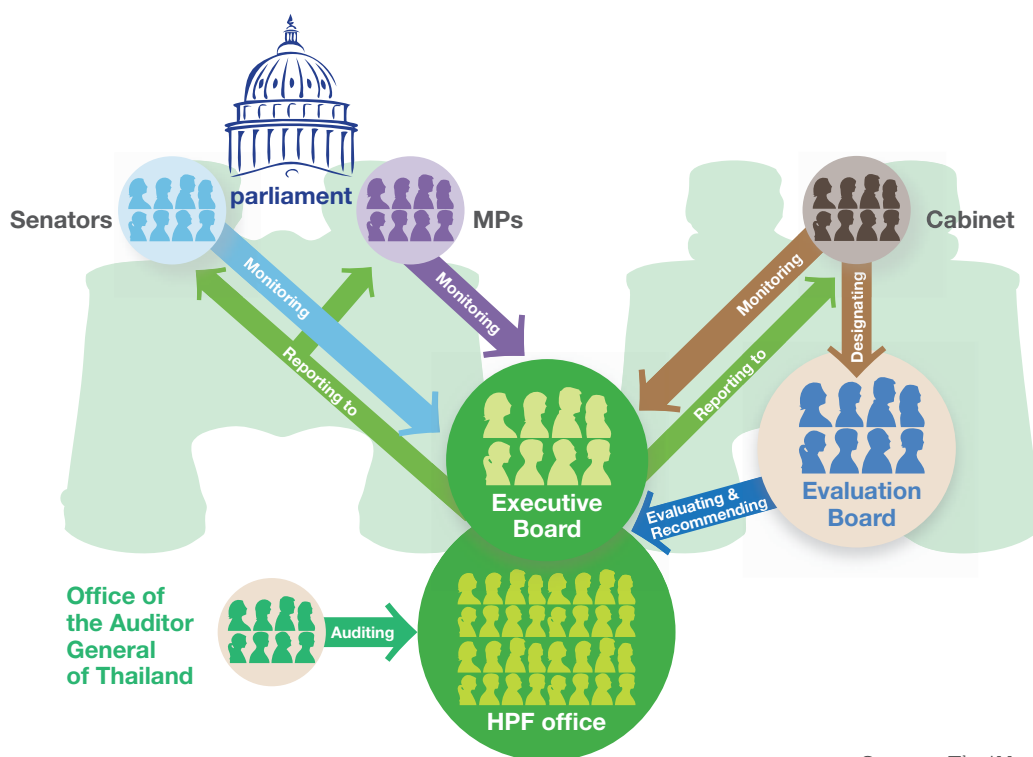 parliament
Senators
MPs
Cabinet
Monitoring
Monitoring
Monitoring
Designating
Reporting to
Reporting to
Executive
Board
Evaluation
Board
Evaluating &
Recommending
Office of
the Auditor
General
of Thailand
Auditing
HPF office